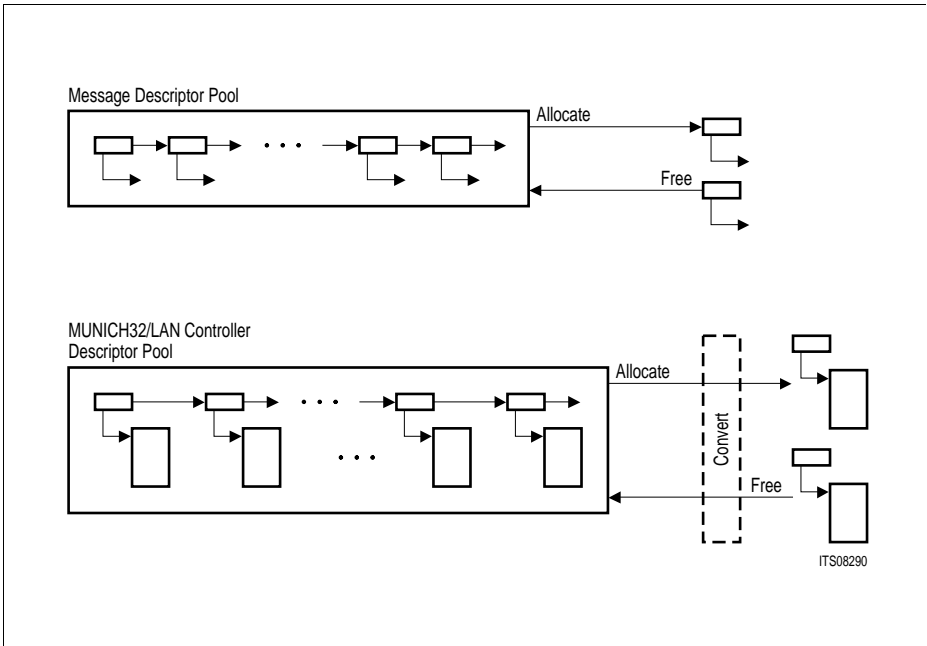 Message Descriptor Pool
Allocate
Free
MUNICH32/LAN Controller
Descriptor Pool
Allocate
Convert
Free
ITS08290